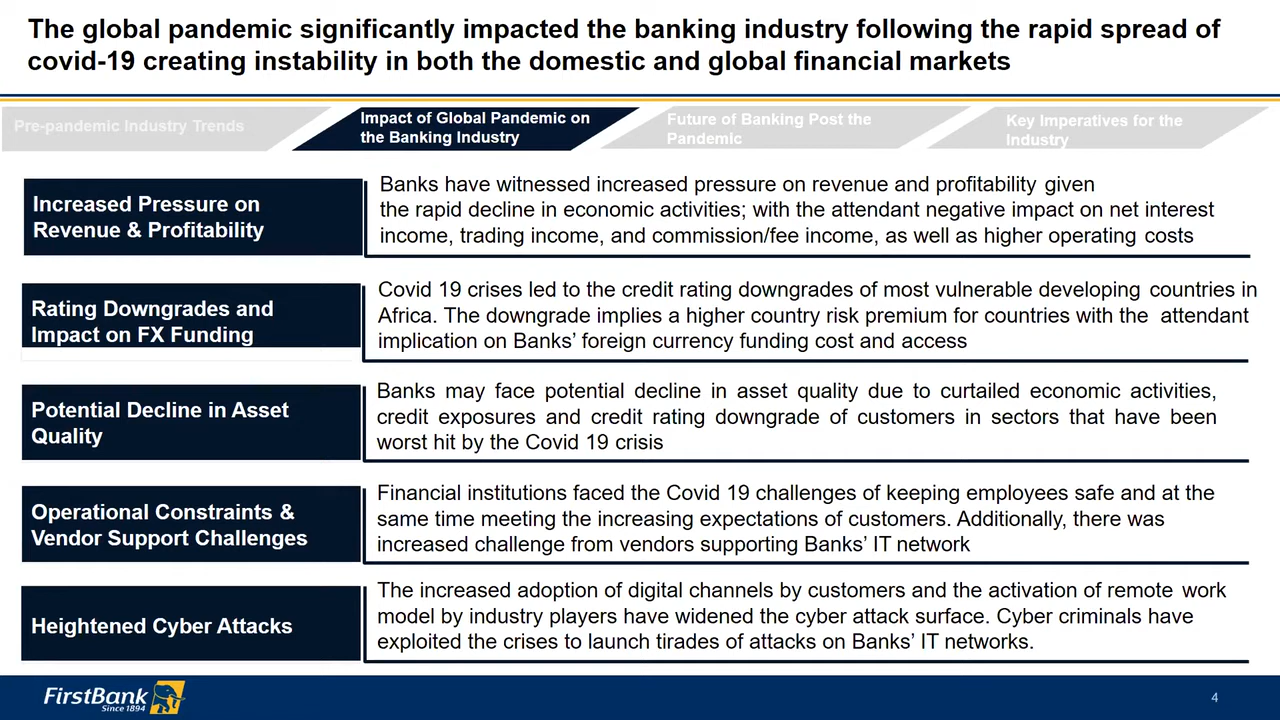 The global pandemic significantly impacted the banking industry following the rapid spread of
covid-19 creating instability in both the domestic and global financial markets
Pre-pandemic Industry Trends
Impact of Global Pandemic on
the Banking Industry
Future of Banking Post the
Pandemic
Key Imperatives for the
Industry
Increased Pressure on
Revenue & Profitability
Banks have witnessed increased pressure on revenue and profitability given
the rapid decline in economic activities; with the attendant negative impact on net interest
income, trading income, and commission/fee income, as well as higher operating costs
Rating Downgrades and
Impact on FX Funding
Covid 19 crises led to the credit rating downgrades of most vulnerable developing countries in
Africa. The downgrade implies a higher country risk premium for countries with the attendant
implication on Banks’ foreign currency funding cost and access
Potential Decline in Asset
Quality
Banks may face potential decline in asset quality due to curtailed economic activities,
credit exposures and credit rating downgrade of customers in sectors that have been
worst hit by the Covid 19 crisis
Operational Constraints &
Vendor Support Challenges
Financial institutions faced the Covid 19 challenges of keeping employees safe and at the
same time meeting the increasing expectations of customers. Additionally, there was
increased challenge from vendors supporting Banks’ IT network
Heightened Cyber Attacks
The increased adoption of digital channels by customers and the activation of remote work
model by industry players have widened the cyber attack surface. Cyber criminals have
exploited the crises to launch tirades of attacks on Banks’ IT networks.
FirstBank
Since 1894
4